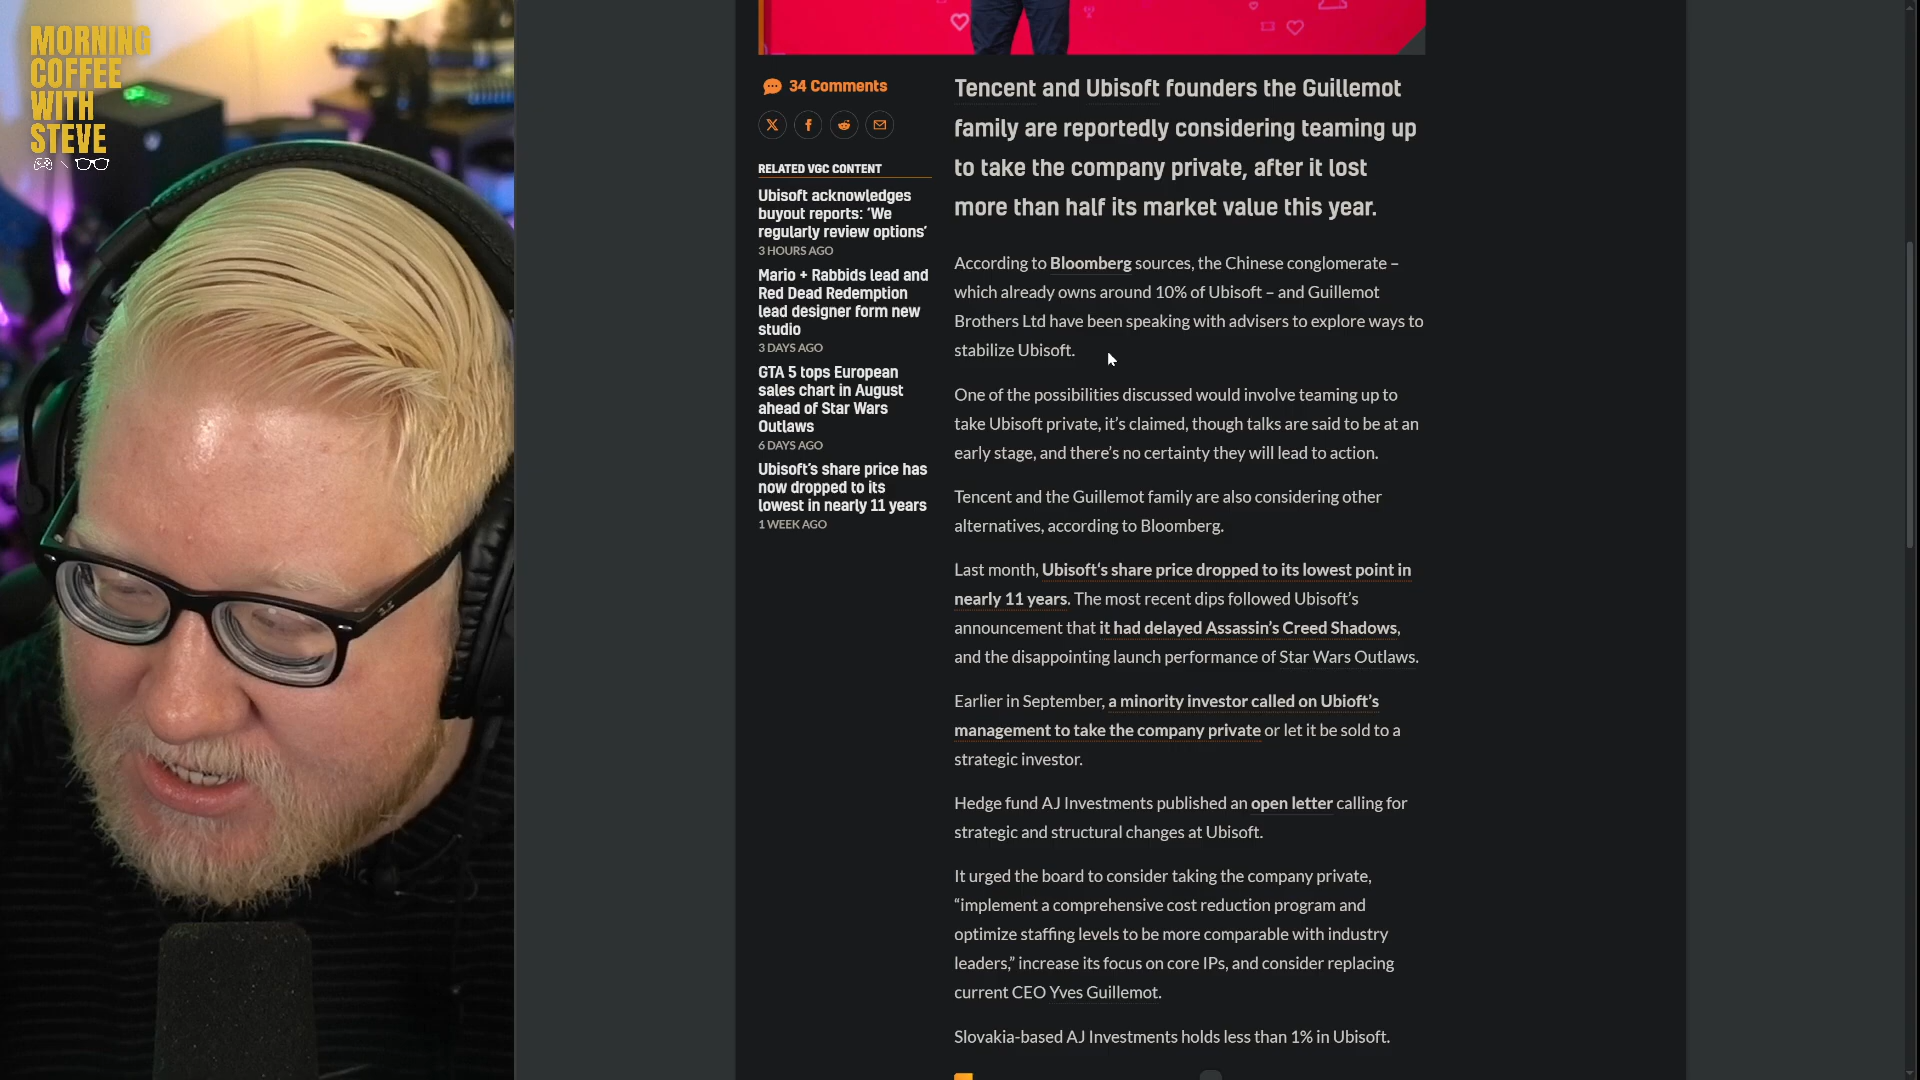 MORNING
COFFEE
WITH
STEVE
34 Comments
RELATED VGC CONTENT
Ubisoft acknowledges
buyout reports: ‘We
regularly review options’
3 HOURS AGO
Mario + Rabbids lead and
Red Dead Redemption
lead designer form new
studio
3 DAYS AGO
GTA 5 tops European
sales chart in August
ahead of Star Wars
Outlaws
6 DAYS AGO
Ubisoft’s share price has
now dropped to its
lowest in nearly 11 years
1 WEEK AGO
Tencent and Ubisoft founders the Guillemot
family are reportedly considering teaming up
to take the company private, after it lost
more than half its market value this year.
According to Bloomberg sources, the Chinese conglomerate –
which already owns around 10% of Ubisoft – and Guillemot
Brothers Ltd have been speaking with advisers to explore ways to
stabilize Ubisoft.
One of the possibilities discussed would involve teaming up to
take Ubisoft private, it’s claimed, though talks are said to be at an
early stage, and there’s no certainty they will lead to action.
Tencent and the Guillemot family are also considering other
alternatives, according to Bloomberg.
Last month, Ubisoft‘s share price dropped to its lowest point in
nearly 11 years. The most recent dips followed Ubisoft’s
announcement that it had delayed Assassin’s Creed Shadows,
and the disappointing launch performance of Star Wars Outlaws.
Earlier in September, a minority investor called on Ubioft’s
management to take the company private or let it be sold to a
strategic investor.
Hedge fund AJ Investments published an open letter calling for
strategic and structural changes at Ubisoft.
It urged the board to consider taking the company private,
“implement a comprehensive cost reduction program and
optimize staffing levels to be more comparable with industry
leaders,” increase its focus on core IPs, and consider replacing
current CEO Yves Guillemot.
Slovakia-based AJ Investments holds less than 1% in Ubisoft.